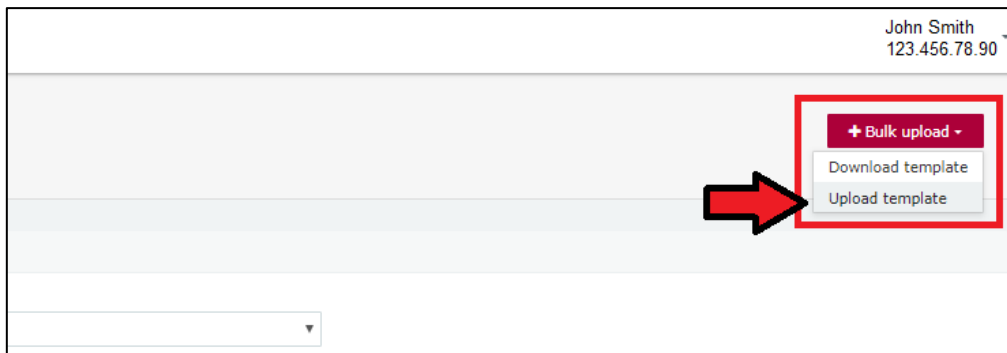 John Smith
123.456.78.90
+ Bulk upload
Download template
Upload template